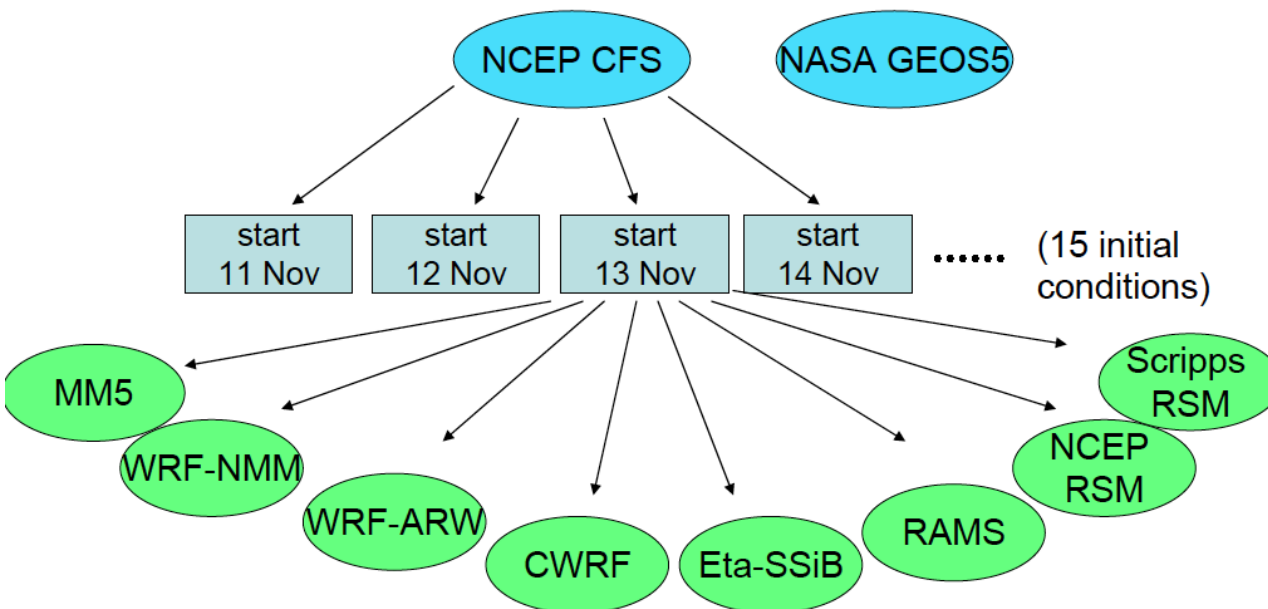 NCEP CFS
NASA GEOS5
start
11 Nov
start
12 Nov
start
13 Nov
start
14 Nov
......
(15 initial
conditions)
MM5
WRF-NMM
WRF-ARW
CWRF
Eta-SSiB
RAMS
NCEP
RSM
Scripps
RSM